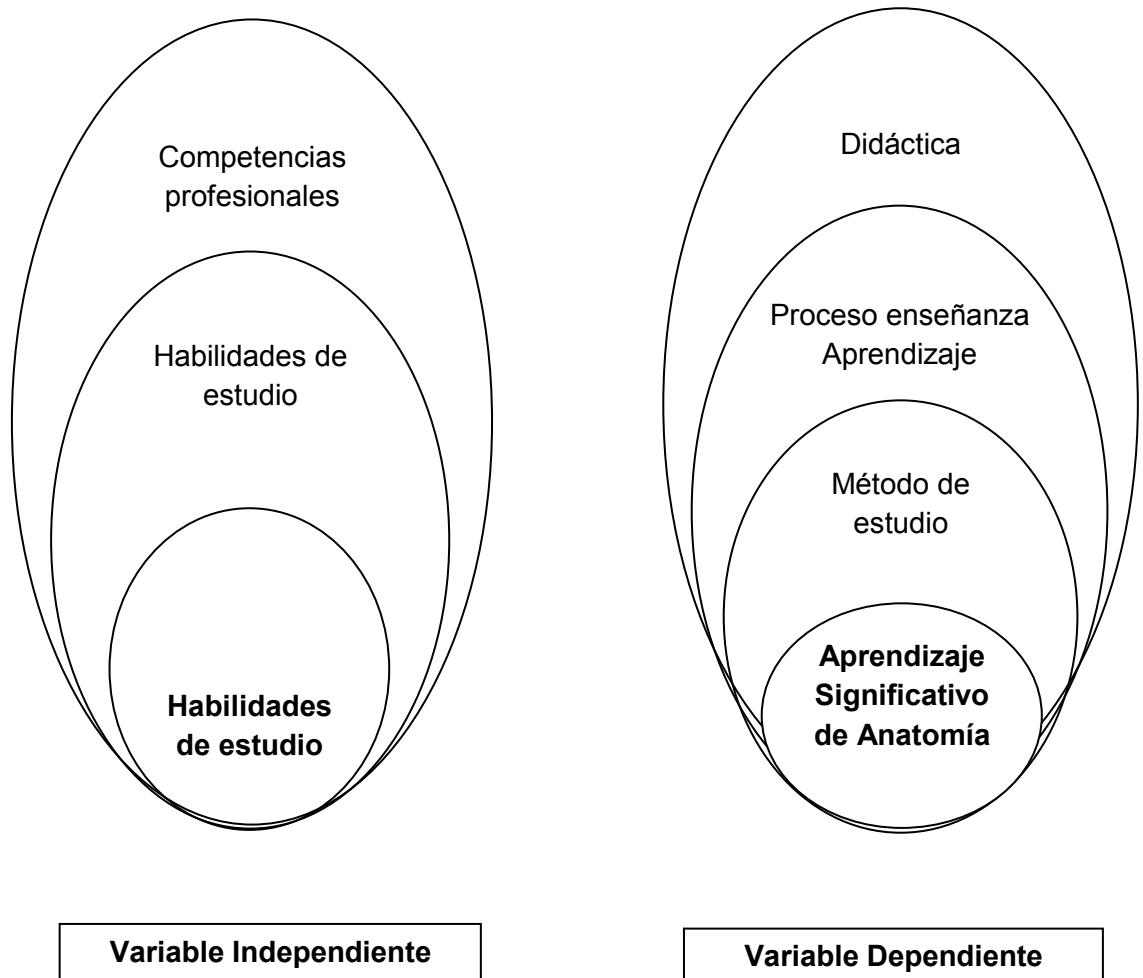 Competencias
profesionales
Habilidades de
estudio
Habilidades
de estudio
Variable Independiente
Didáctica
Proceso enseñanza
Aprendizaje
Método de
estudio
Aprendizaje
Significativo
de Anatomía
Variable Dependiente